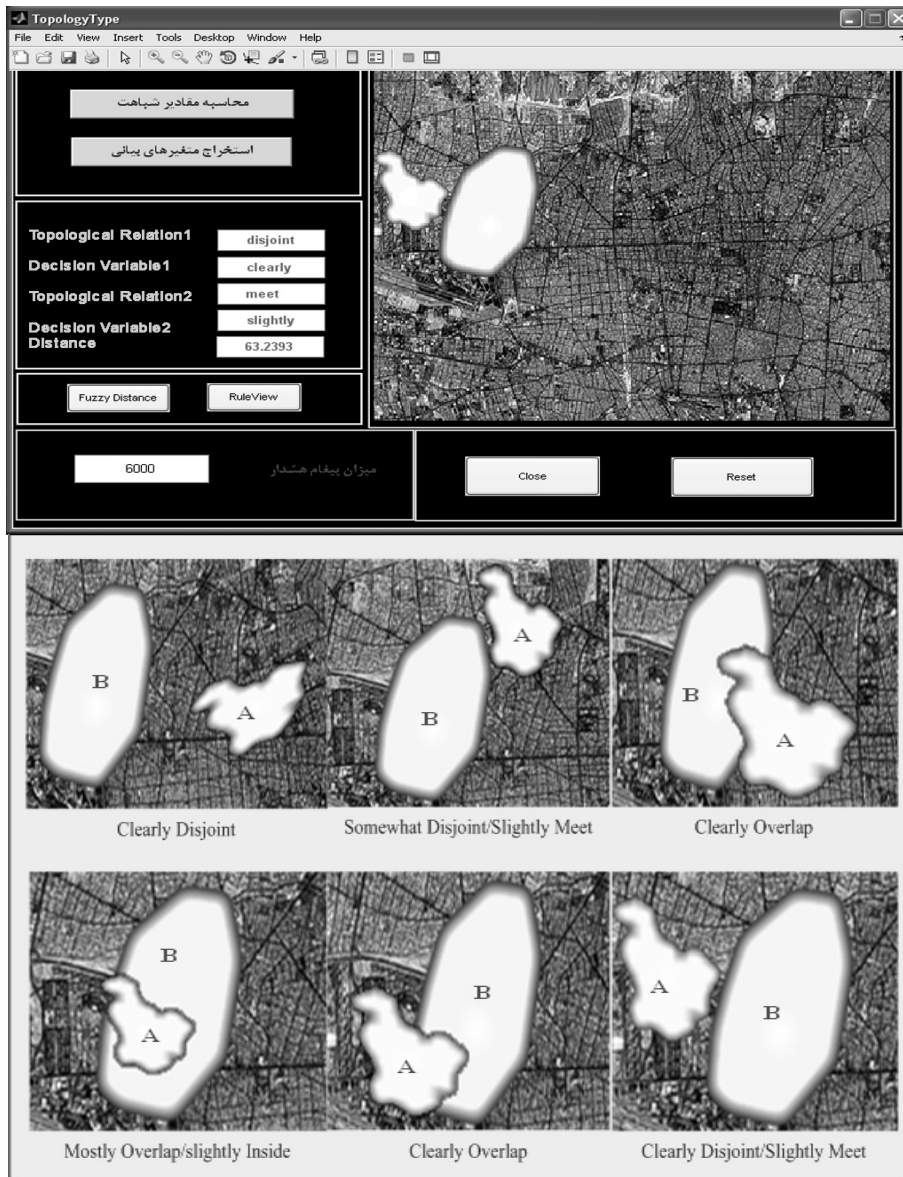 TopologyType
File Edit View Insert Tools Desktop Window Help
محاسبه مقادیر شباهت
استخراج متغیرهای بیانی
Topological Relation1 disjoint
Decision Variable1 clearly
Topological Relation2 meet
Decision Variable2 slightly
Distance 63.2393
Fuzzy Distance RuleView
6000 میزان پیغام هشدار
Close Reset
B A
B A
B A
Clearly Disjoint Somewhat Disjoint/Slightly Meet Clearly Overlap
B A
B A
A B
Mostly Overlap/slightly Inside Clearly Overlap Clearly Disjoint/Slightly Meet